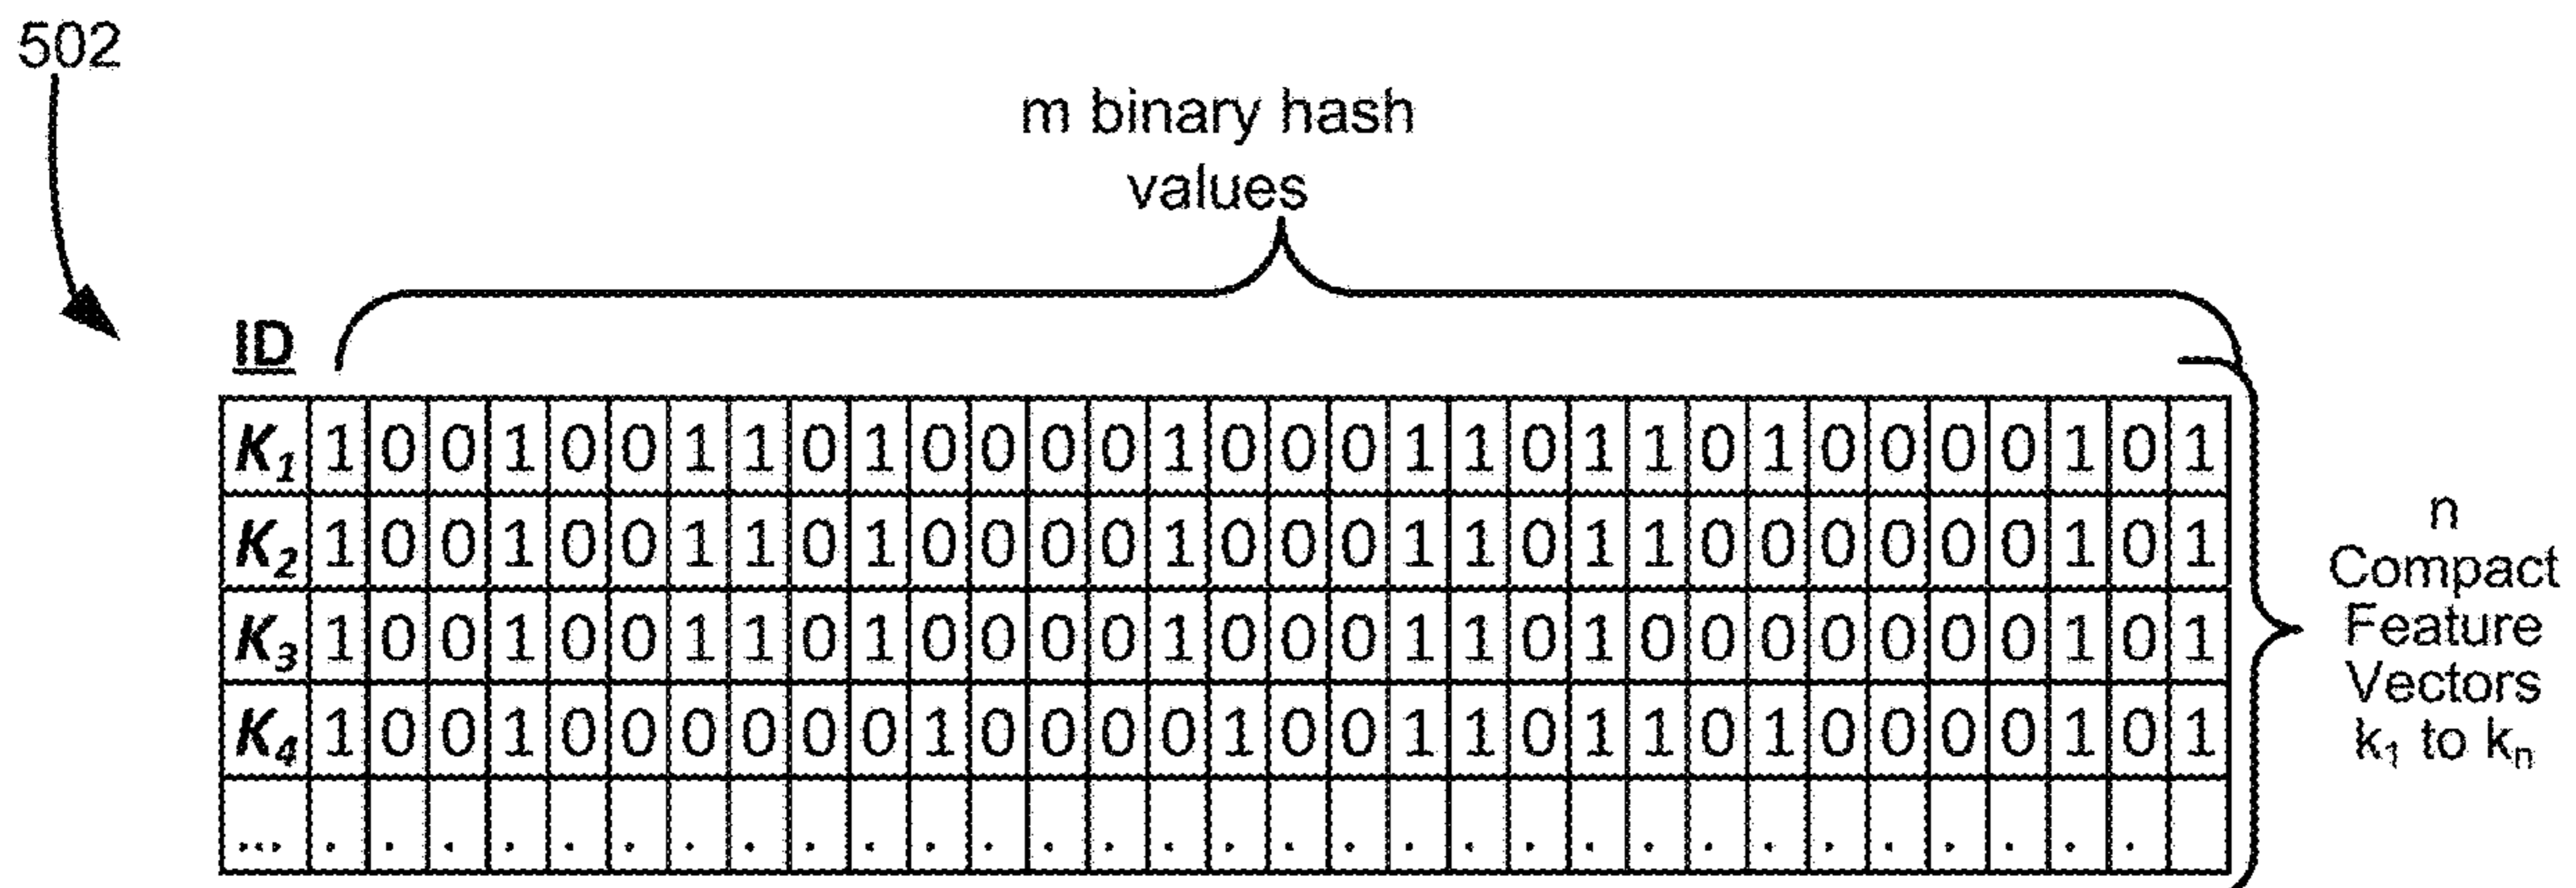 502
m binary hash
values
ID
K1 1 0 0 1 0 0 1 1 0 1 0 0 0 0 1 0 0 0 1 1 0 1 1 0 1 0 0 0 0 1 0 1
K2 1 0 0 1 0 0 1 1 0 1 0 0 0 0 1 0 0 0 1 1 0 1 1 0 0 0 0 0 0 1 0 1
K3 1 0 0 1 0 0 1 1 0 1 0 0 0 0 1 0 0 0 1 1 0 1 0 0 0 0 0 0 0 1 0 1
K4 1 0 0 1 0 0 0 0 0 0 1 0 0 0 0 1 0 0 1 1 0 1 1 0 1 0 0 0 0 1 0 1
... . . . . . . . . . . . . . . . . . . . . . . . . . . . . . . .
n
Compact
Feature
Vectors
k1 to kn